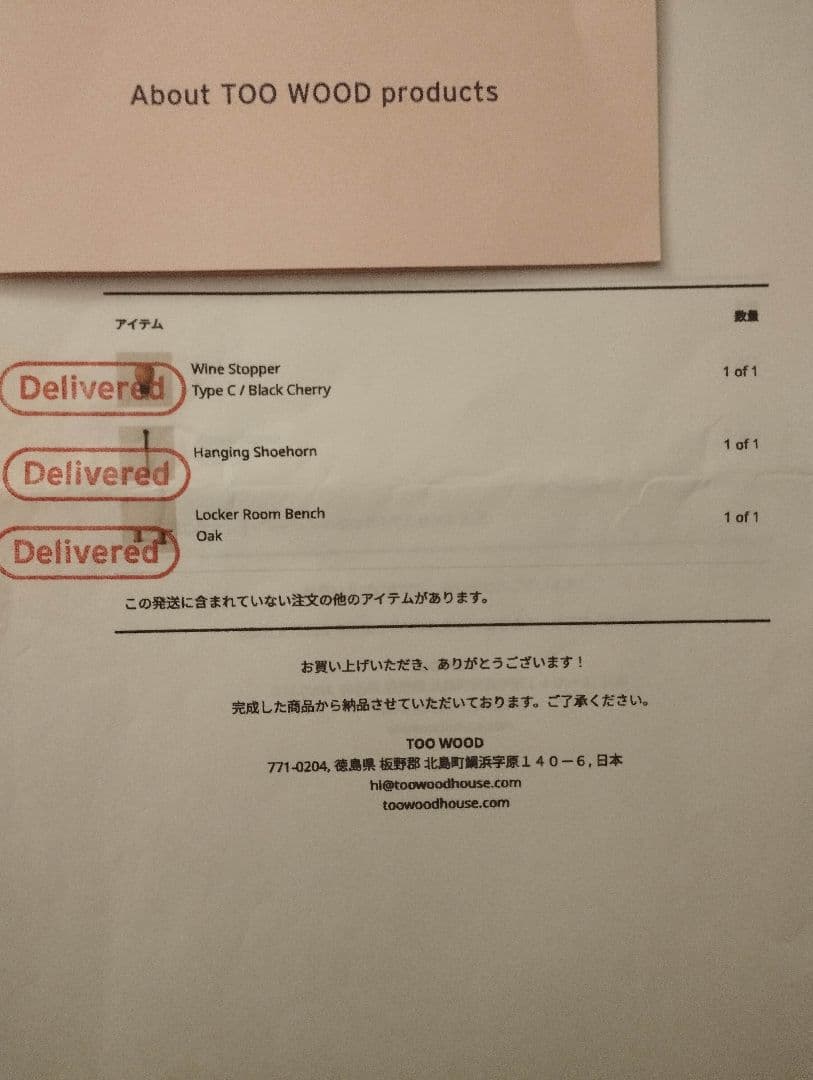 About TOO WOOD products
アイテム
数量
Delivered
Wine Stopper
Type C / Black Cherry
1 of 1
Delivered
Hanging Shoehorn
1 of 1
Delivered
Locker Room Bench
Oak
1 of 1
この発送に含まれていない注文の他のアイテムがあります。
お買い上げいただき、ありがとうございます！
完成した商品から納品させていただいております。ご了承ください。
TOO WOOD
771-0204, 徳島県 板野郡 北島町鯛浜字原１４０－６, 日本
hi@toowoodhouse.com
toowoodhouse.com